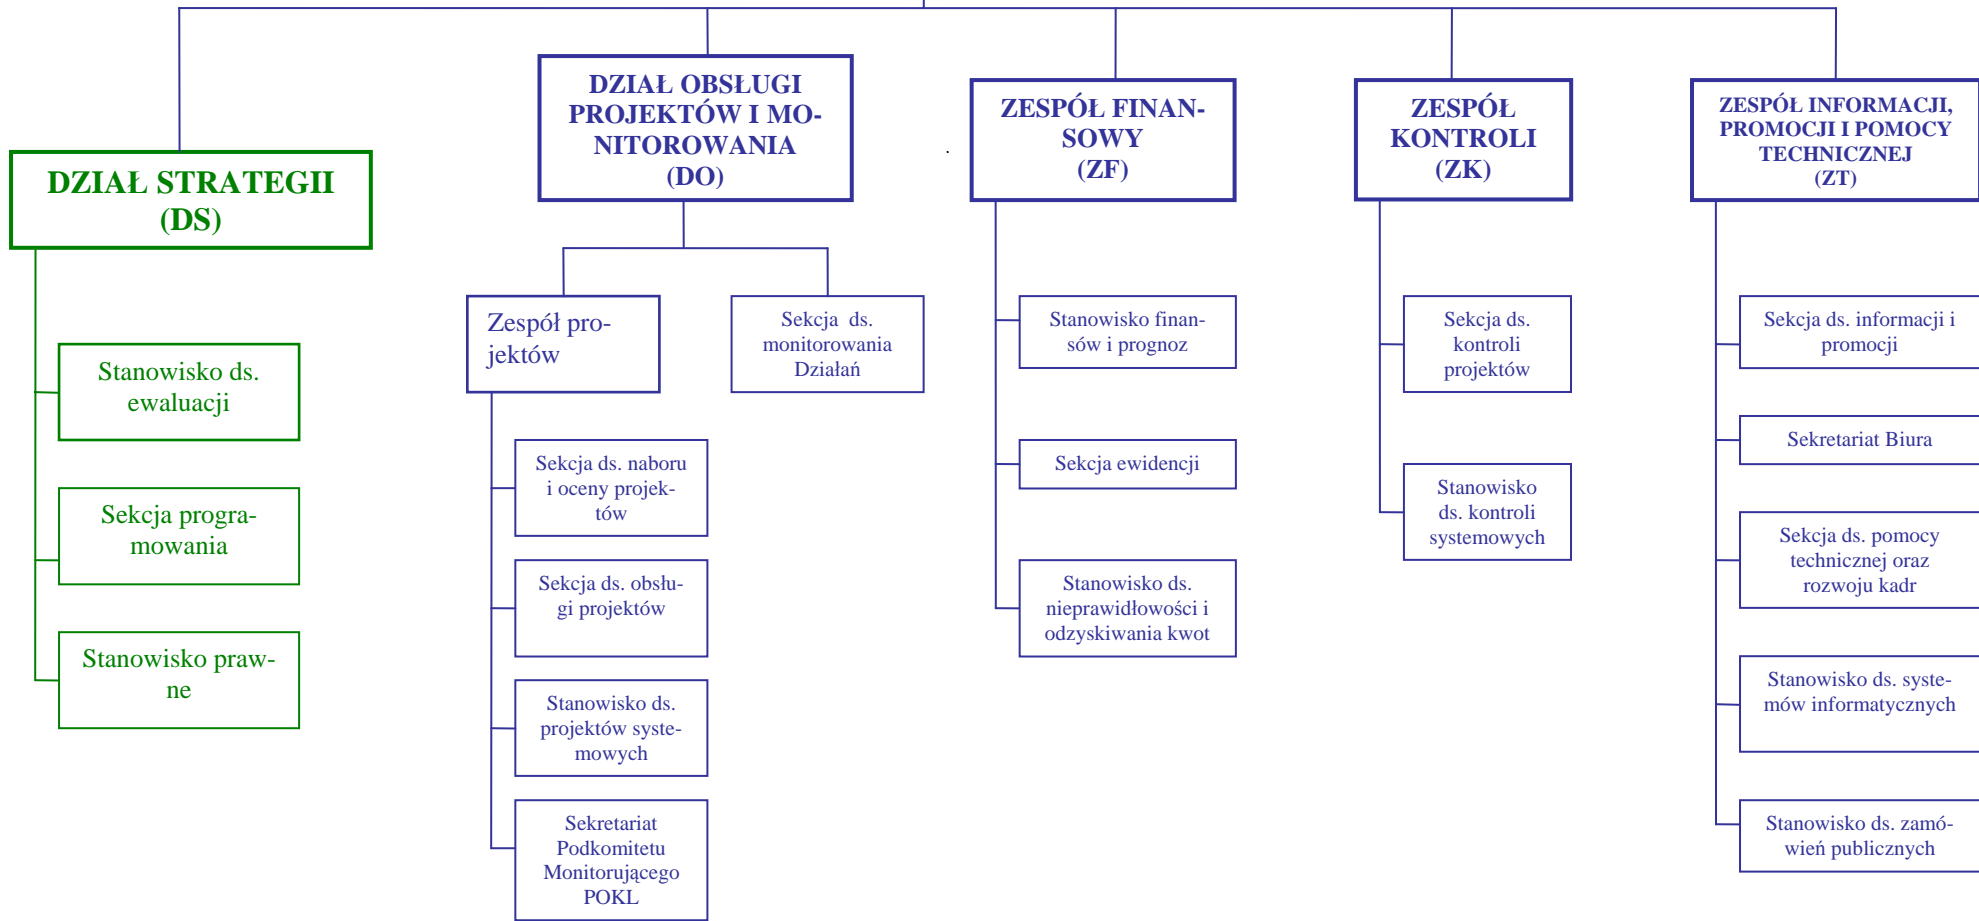 DZIAŁ STRATEGII
(DS)
Stanowisko ds.
ewaluacji
Sekcja progra-
mowania
Stanowisko praw-
ne
DZIAŁ OBSŁUGI
PROJEKTÓW I MO-
NITOROWANIA
(DO)
Zespół pro-
jektów
Sekcja ds. naboru
i oceny projek-
tów
Sekcja ds. obsłu-
gi projektów
Stanowisko ds.
projektów syste-
mowych
Sekretariat
Podkomitetu
Monitorującego
POKL
Sekcja ds.
monitorowania
Działań
ZESPÓŁ FINAN-
SOWY
(ZF)
Stanowisko finan-
sów i prognoz
Sekcja ewidencji
Stanowisko ds.
nieprawidłowości i
odzyskiwania kwot
ZESPÓŁ
KONTROLI
(ZK)
Sekcja ds.
kontroli
projektów
Stanowisko
ds. kontroli
systemowych
ZESPÓŁ INFORMACJI,
PROMOCJI I POMOCY
TECHNICZNEJ
(ZT)
Sekcja ds. informacji i
promocji
Sekretariat Biura
Sekcja ds. pomocy
technicznej oraz
rozwoju kadr
Stanowisko ds. syste-
mów informatycznych
Stanowisko ds. zamó-
wień publicznych